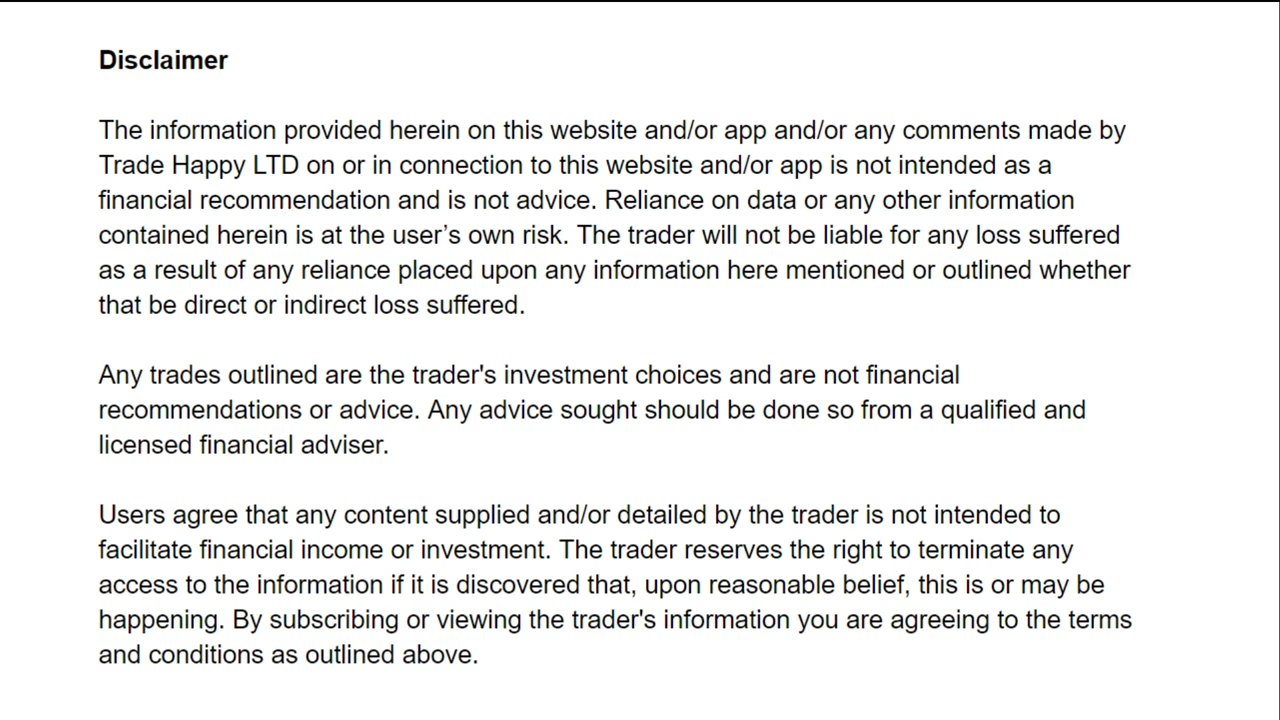 Disclaimer
The information provided herein on this website and/or app and/or any comments made by
Trade Happy LTD on or in connection to this website and/or app is not intended as a
financial recommendation and is not advice. Reliance on data or any other information
contained herein is at the user’s own risk. The trader will not be liable for any loss suffered
as a result of any reliance placed upon any information here mentioned or outlined whether
that be direct or indirect loss suffered.
Any trades outlined are the trader's investment choices and are not financial
recommendations or advice. Any advice sought should be done so from a qualified and
licensed financial adviser.
Users agree that any content supplied and/or detailed by the trader is not intended to
facilitate financial income or investment. The trader reserves the right to terminate any
access to the information if it is discovered that, upon reasonable belief, this is or may be
happening. By subscribing or viewing the trader's information you are agreeing to the terms
and conditions as outlined above.